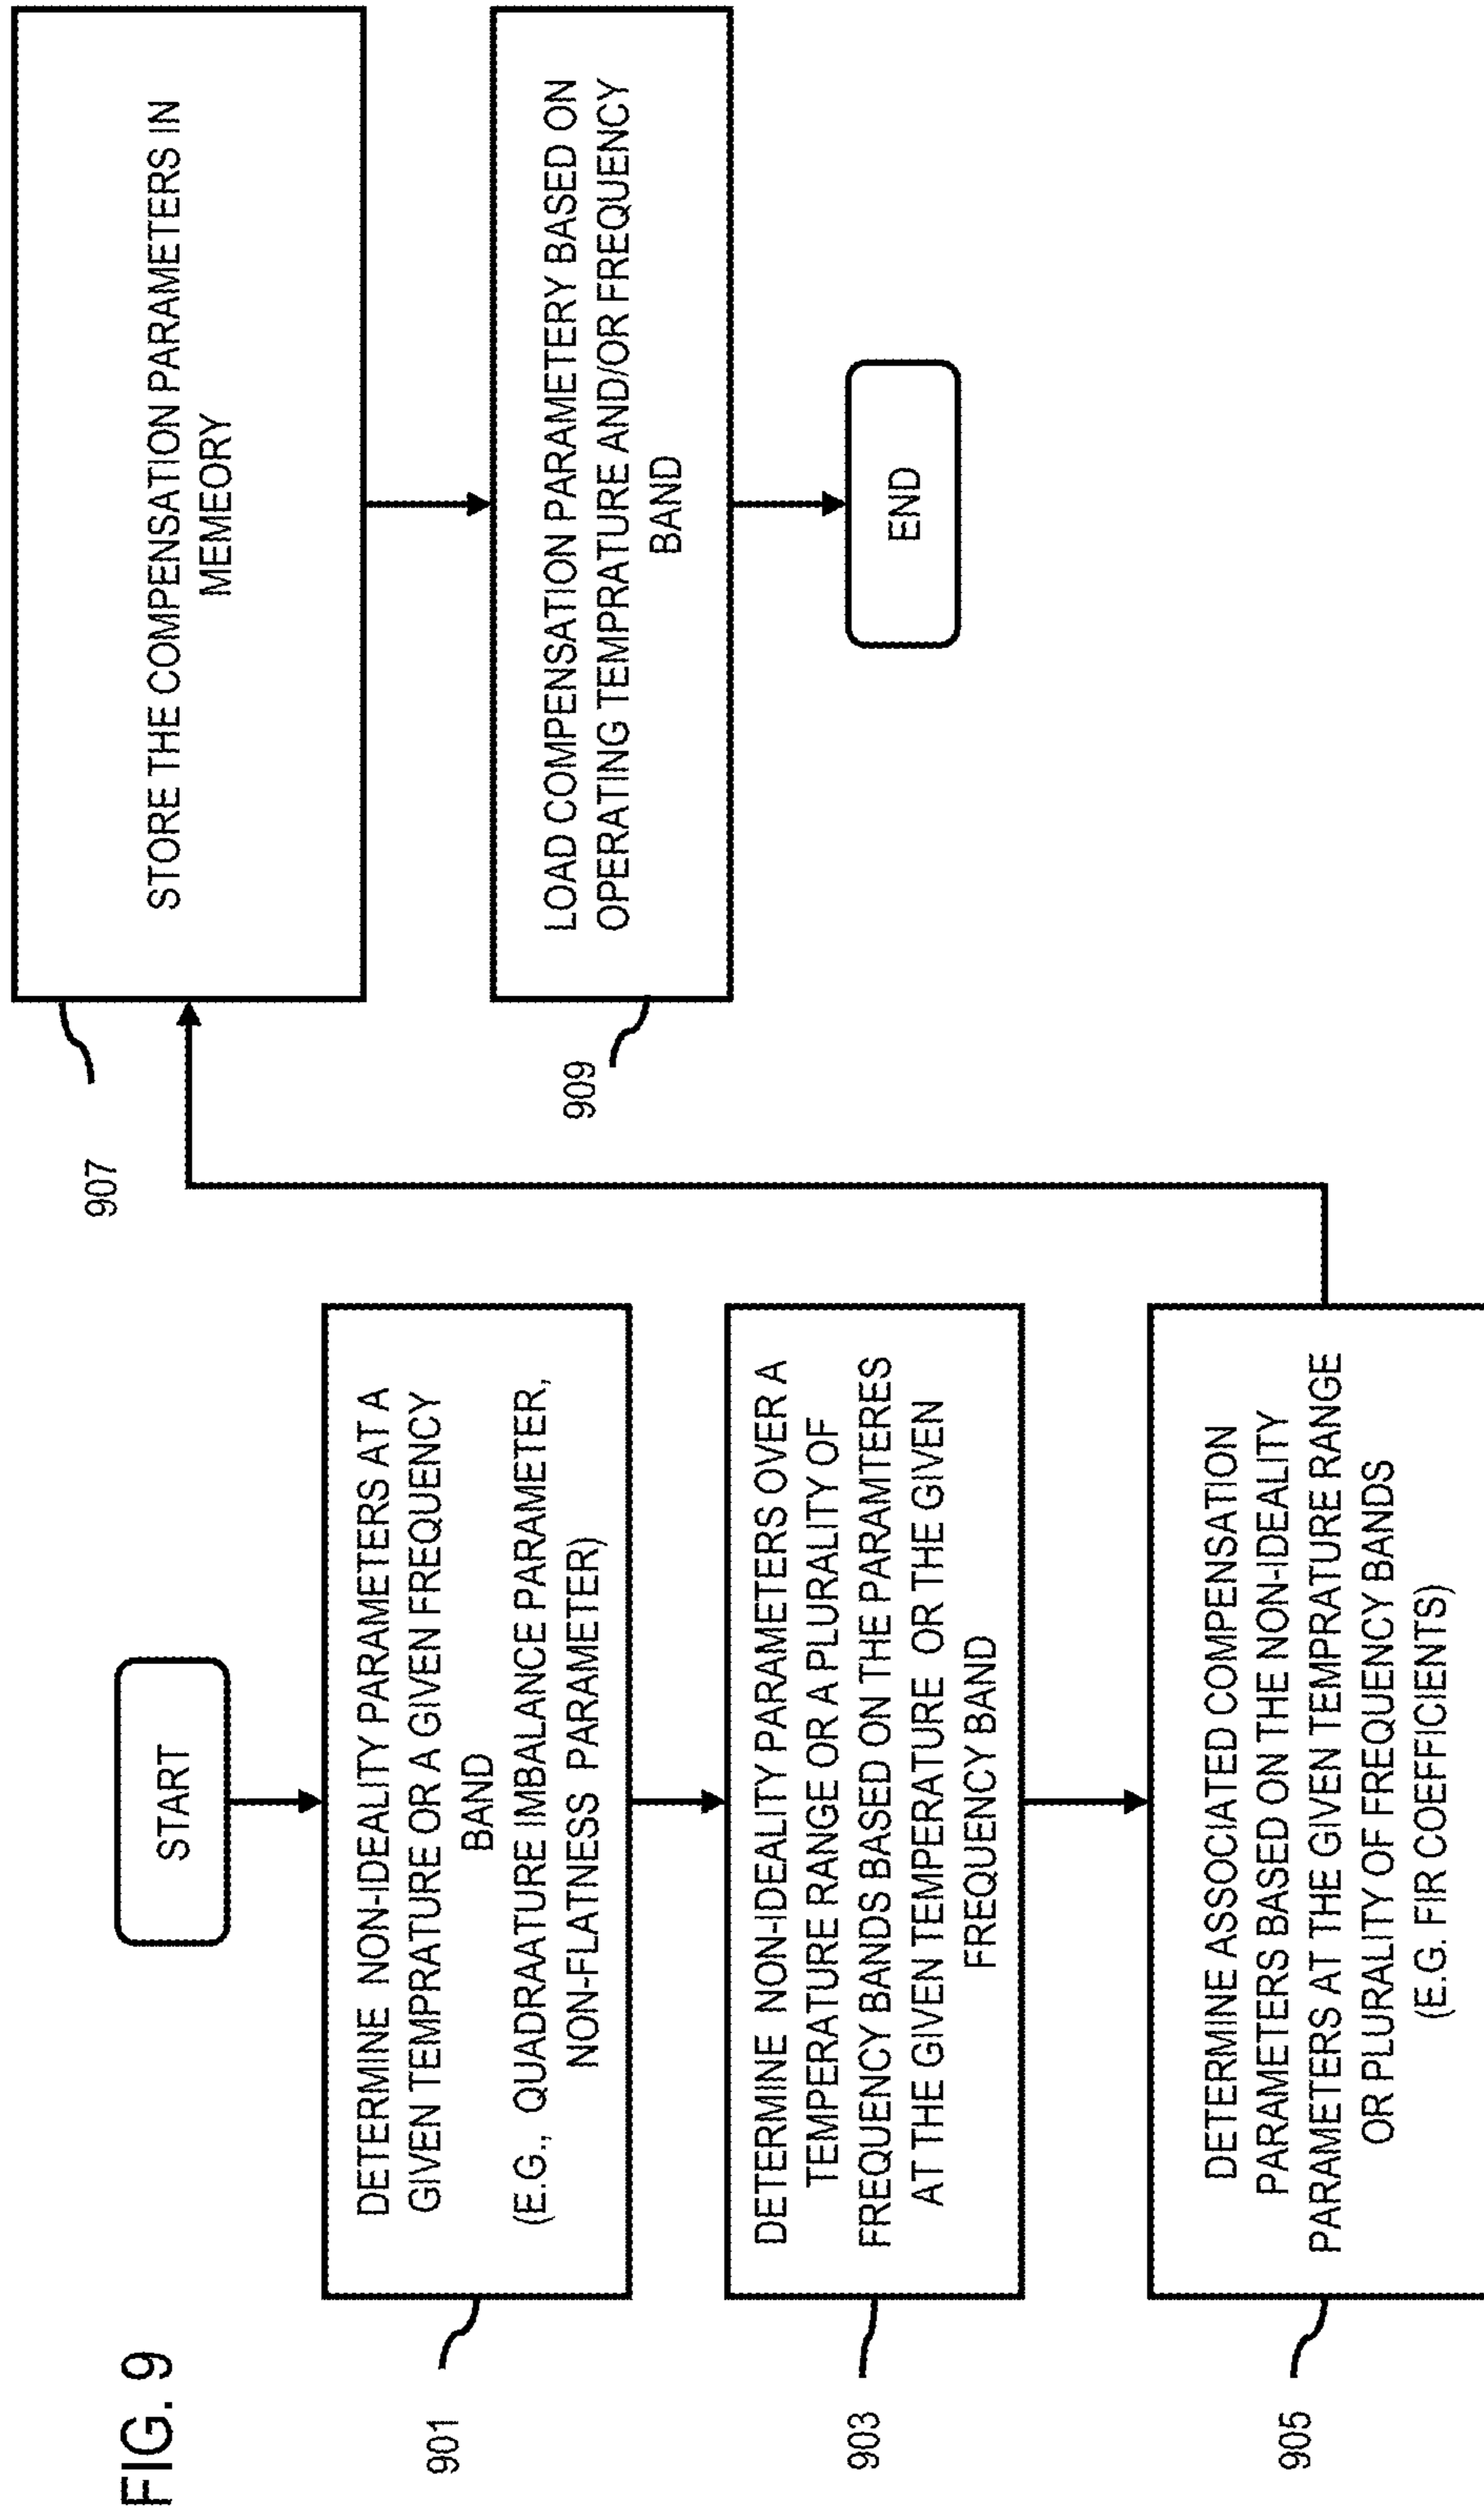 FIG. 9
START
901
DETERMINE NON-IDEALITY PARAMETERS AT A
GIVEN TEMPRATURE OR A GIVEN FREQUENCY
BAND
(E.G., QUADRAATURE IMBALANCE PARAMETER,
NON-FLATNESS PARAMETER)
903
DETERMINE NON-IDEALITY PARAMETERS OVER A
TEMPERATURE RANGE OR A PLURALITY OF
FREQUENCY BANDS BASED ON THE PARAMTERES
AT THE GIVEN TEMPERATURE OR THE GIVEN
FREQUENCY BAND
905
DETERMINE ASSOCIATED COMPENSATION
PARAMETERS BASED ON THE NON-IDEALITY
PARAMETERS AT THE GIVEN TEMPRATURE RANGE
OR PLURALITY OF FREQUENCY BANDS
(E.G. FIR COEFFICIENTS)
907
STORE THE COMPENSATION PARAMETERS IN
MEMEORY
909
LOAD COMPENSATION PARAMETERY BASED ON
OPERATING TEMPRATURE AND/OR FREQUENCY
BAND
END